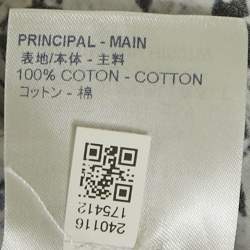 PRINCIPAL - MAIN
表地/本体 - 主料
100% COTON - COTTON
コットン - 棉
240116
175412